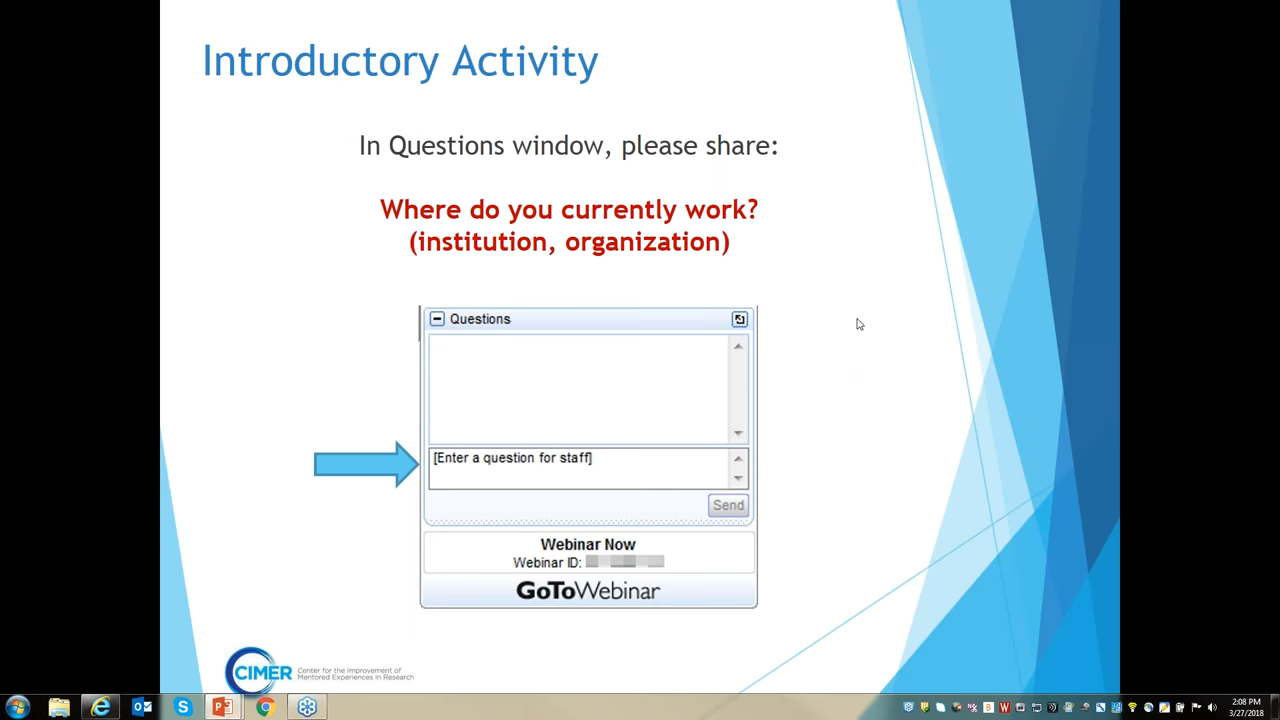 Introductory Activity
In Questions window, please share:
Where do you currently work?
(institution, organization)
Questions
[Enter a question for staff]
Send
Webinar Now
Webinar ID:
GoToWebinar
CIMER
Center for the Improvement of
Mentored Experiences in Research
2:08 PM
3/27/2018